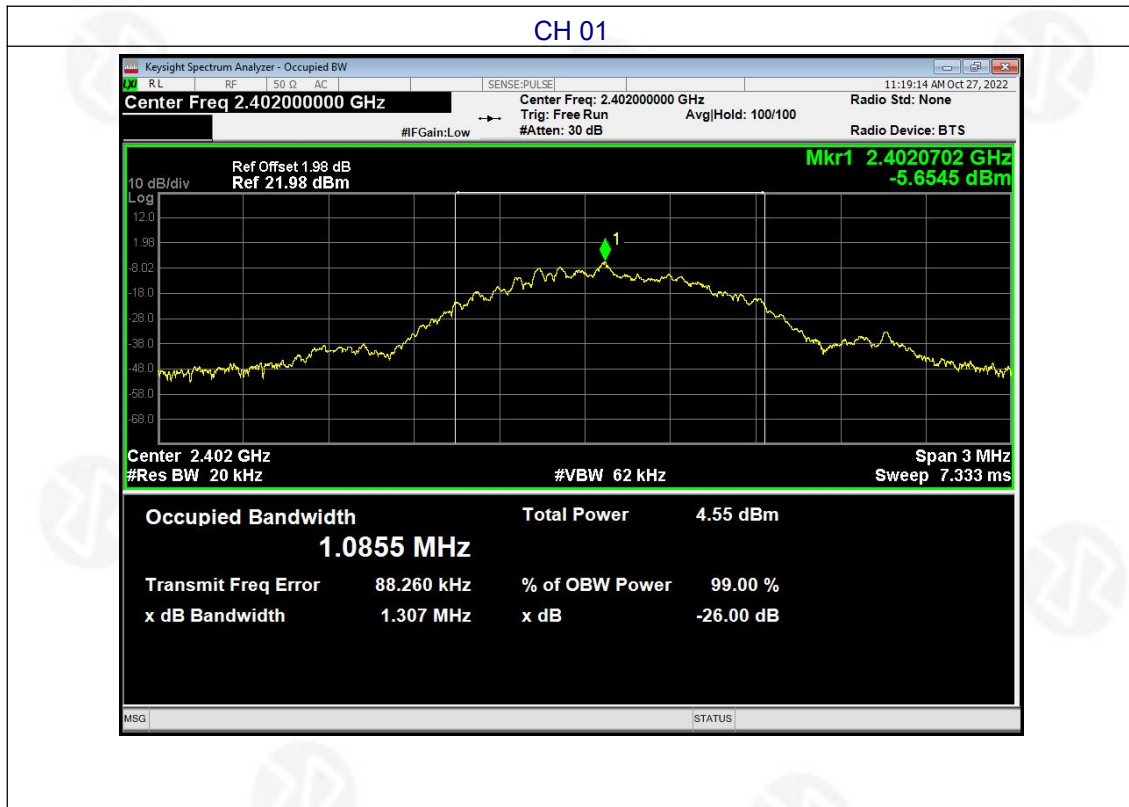 CH 01
Keysight Spectrum Analyzer - Occupied BW
LXI RL RF 50 Ω AC SENSE:PULSE 11:19:14 AM Oct 27, 2022
Center Freq 2.402000000 GHz Center Freq: 2.402000000 GHz Radio Std: None
Trig: Free Run Avg|Hold: 100/100
#IFGain:Low #Atten: 30 dB Radio Device: BTS
Mkr1 2.4020702 GHz
Ref Offset 1.98 dB
10 dB/div Ref 21.98 dBm -5.6545 dBm
Log
12.0
1
1.98
-8.02
-18.0
-28.0
-38.0
-48.0
-58.0
-68.0
Center 2.402 GHz Span 3 MHz
#Res BW 20 kHz #VBW 62 kHz Sweep 7.333 ms
Occupied Bandwidth Total Power 4.55 dBm
1.0855 MHz
Transmit Freq Error 88.260 kHz % of OBW Power 99.00 %
x dB Bandwidth 1.307 MHz x dB -26.00 dB
MSG STATUS